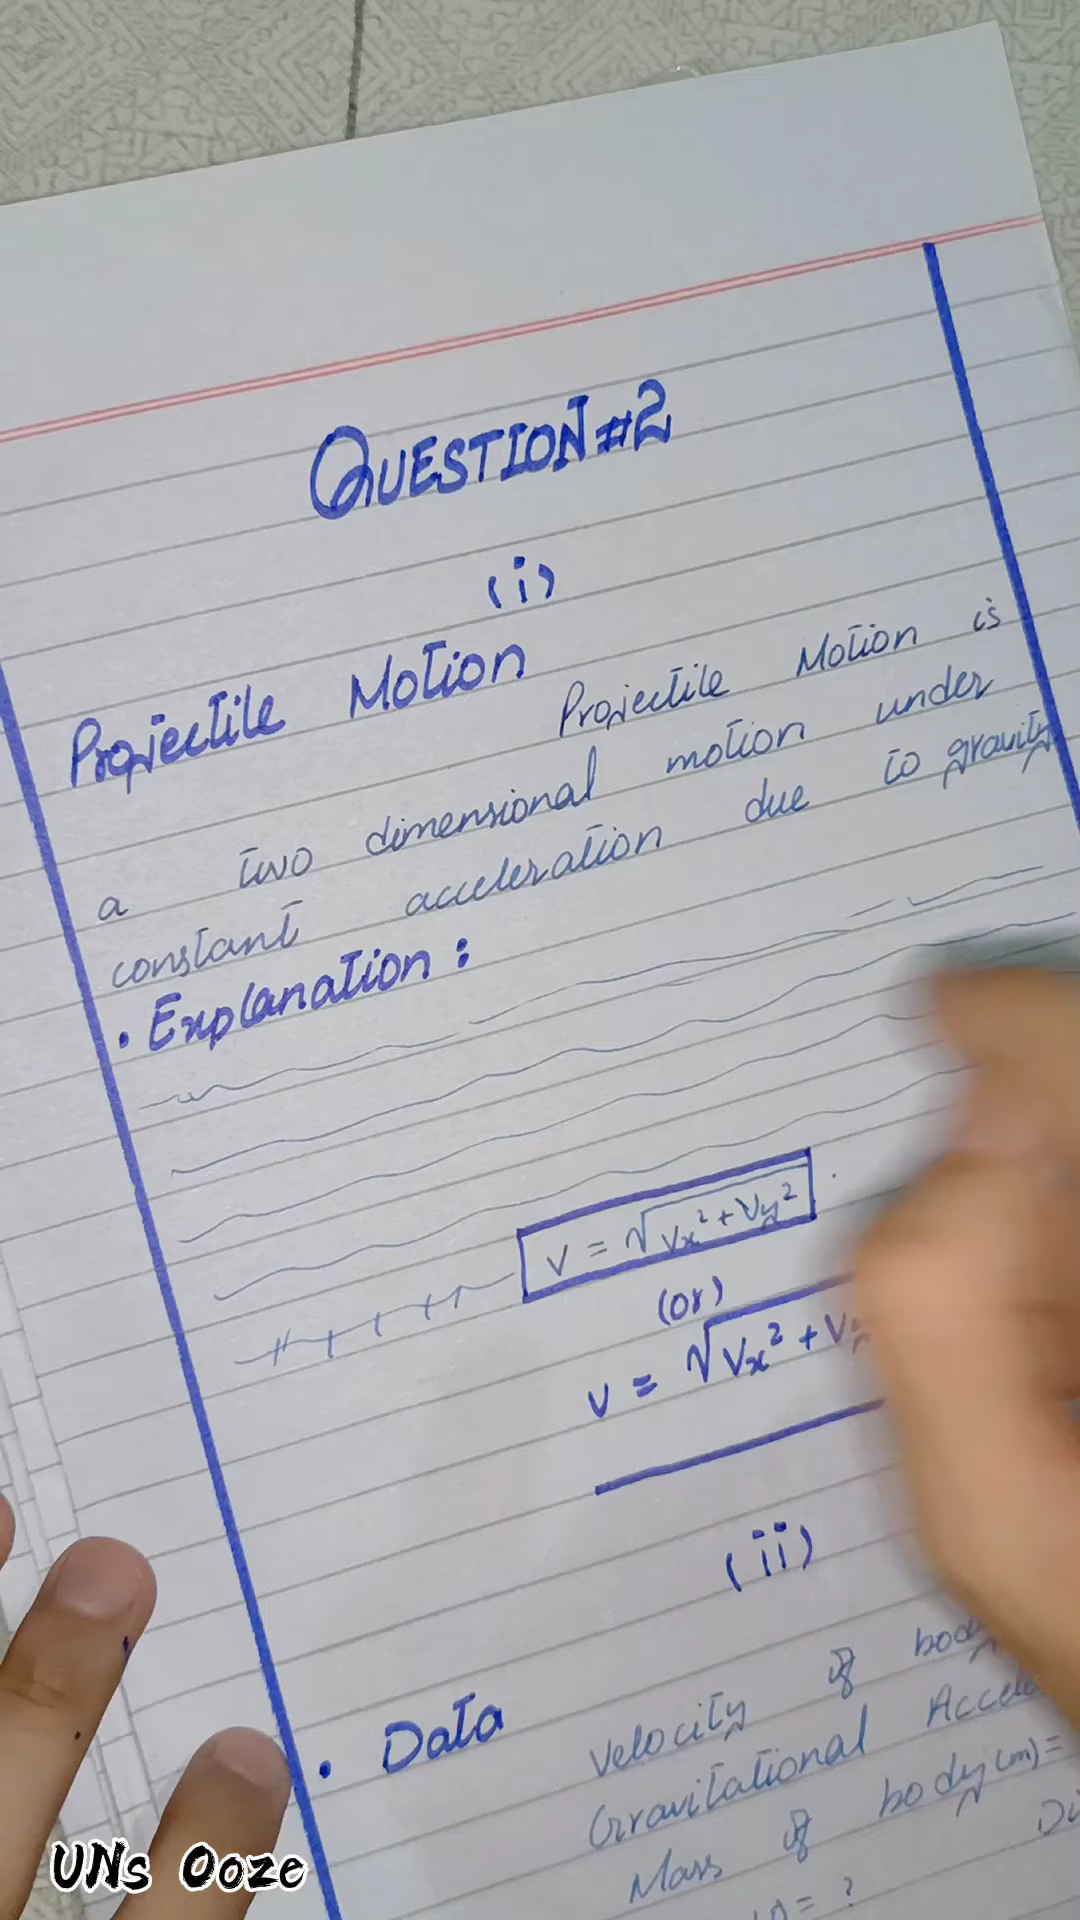 QUESTION#2
(i)
Projectile Motion
Projectile Motion is
a two dimensional motion under
constant acceleration due to gravity
• Explanation:
v = √Vx² + Vy²
(or)
v = √Vx² + Vy
(ii)
• Data
Velocity of body
Gravitational
Mass of body (m) =
= ?
UNs Ooze